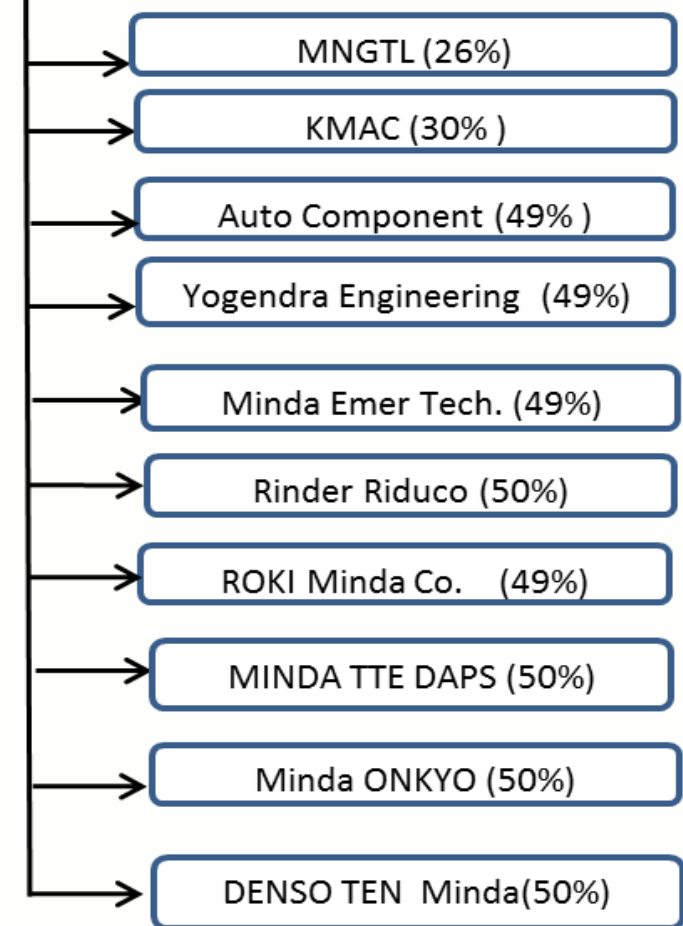 MNGTL (26%)
KMAC (30% )
Auto Component (49% )
Yogendra Engineering (49%)
Minda Emer Tech. (49%)
Rinder Riduco (50%)
ROKI Minda Co. (49%)
MINDA TTE DAPS (50%)
Minda ONKYO (50%)
DENSO TEN Minda(50%)